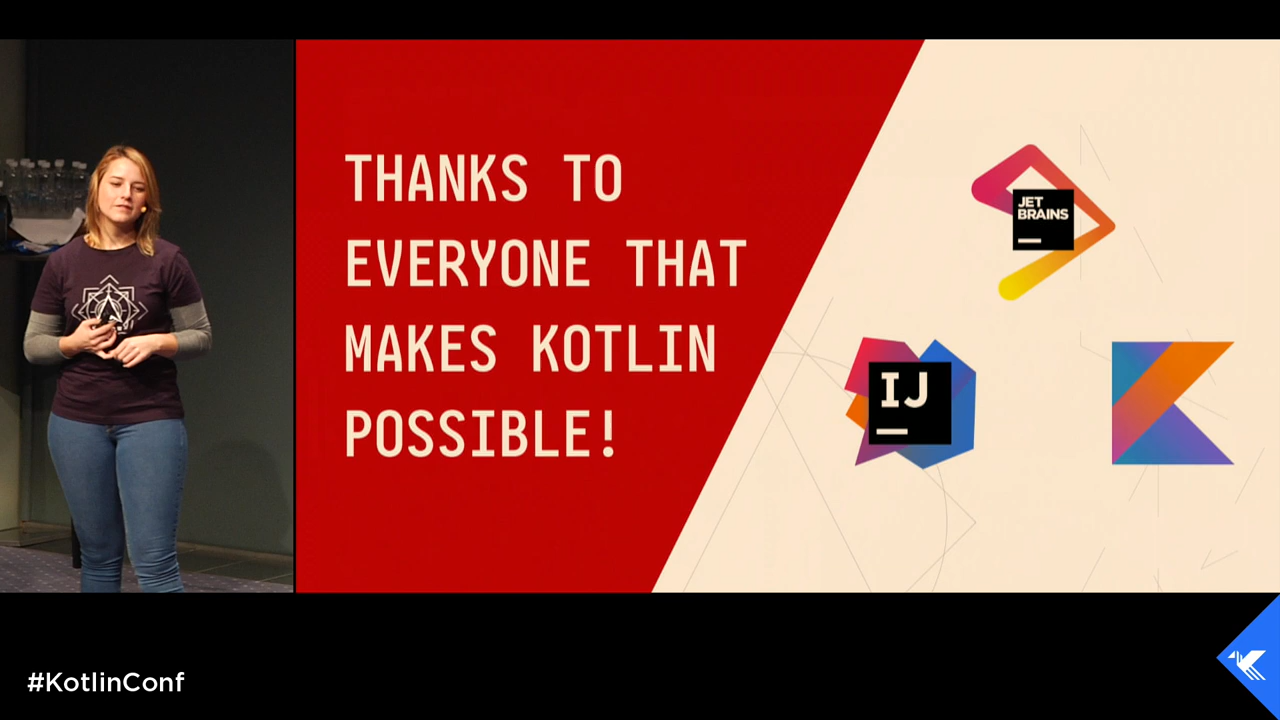 THANKS TO
EVERYONE THAT
MAKES KOTLIN
POSSIBLE!
JET
BRAINS
IJ
#KotlinConf